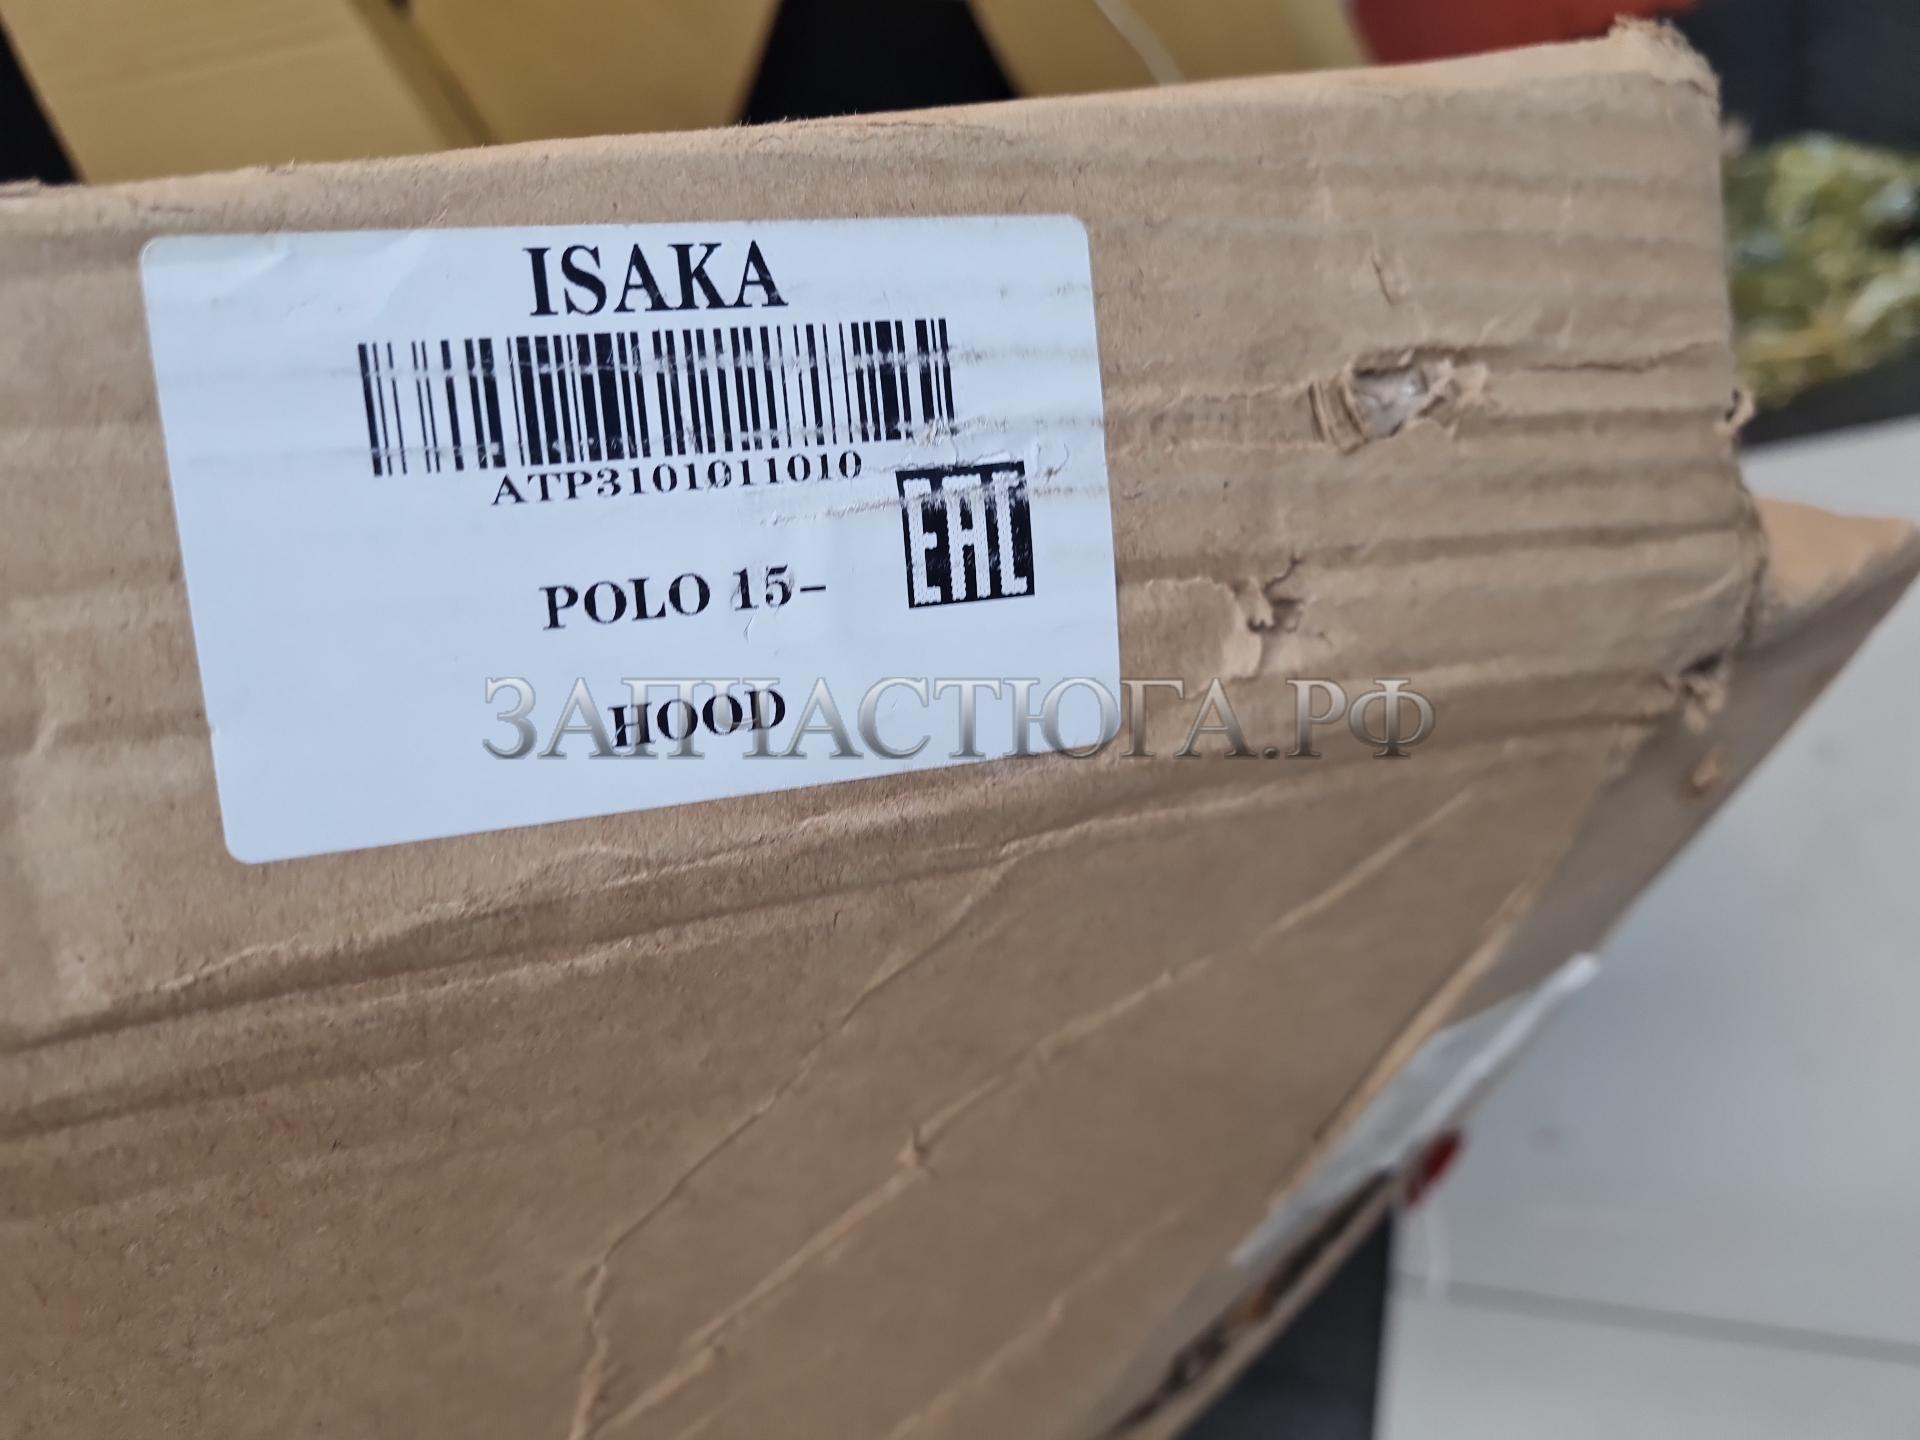 ISAKA
ATP3101011010
EAC
POLO 15-
HOOD
ЗАПЧАСТЮГА.РФ